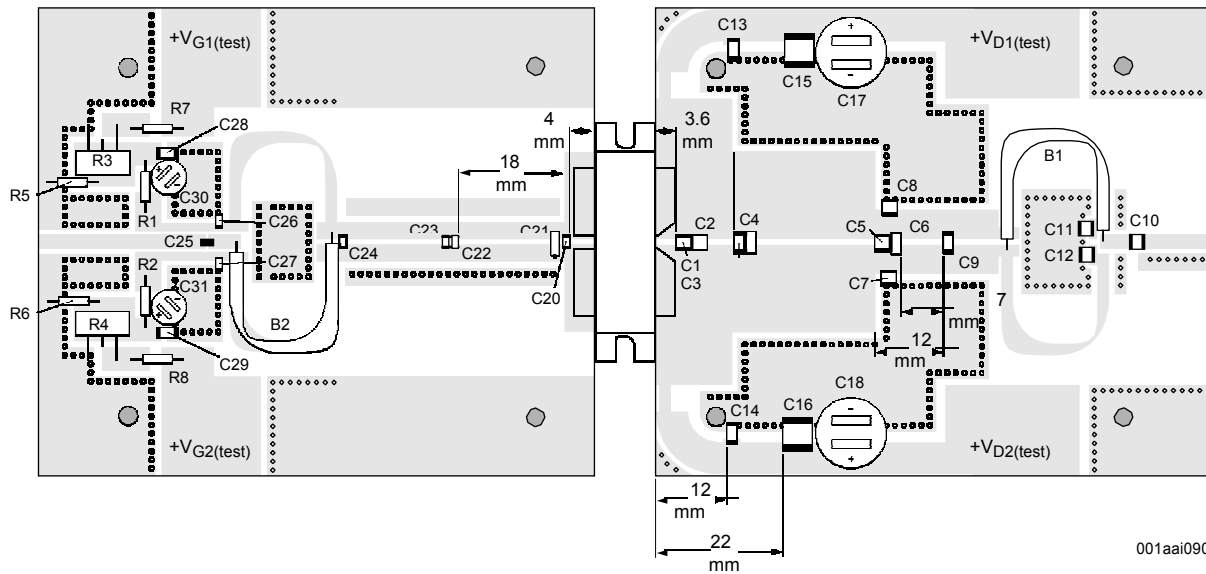 +VG1(test)
C13
C15
C17
+VD1(test)
R7
C28
4
mm
3.6
mm
R3
18
mm
B1
R5
C30
R1
C26
C8
C25
C23
C22
C21
C2
C4
C5
C6
C10
C11
C24
C1
C9
C12
R2
C27
C20
C3
C7
C31
7
mm
R6
R4
B2
12
mm
C29
R8
C18
C14
C16
+VG2(test)
+VD2(test)
12
mm
22
mm
001aai090